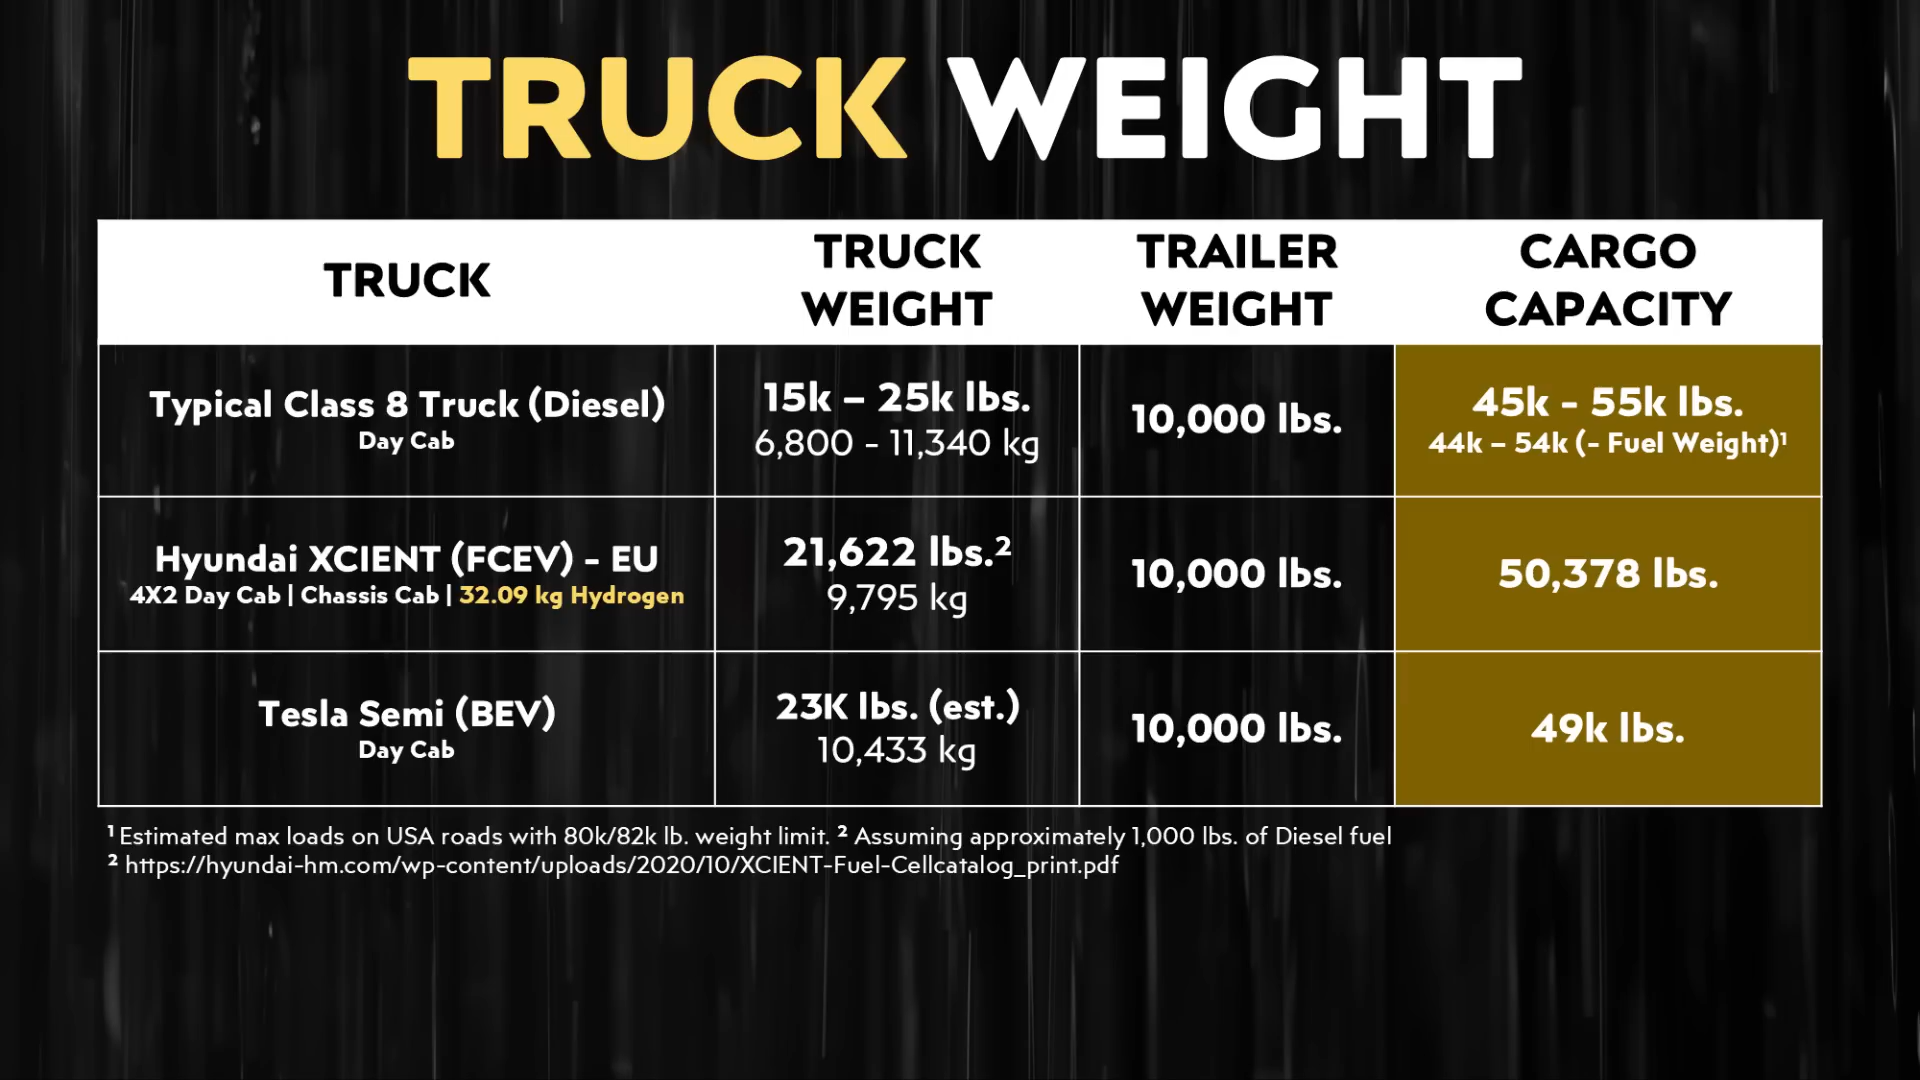 TRUCK WEIGHT
TRUCK
TRUCK
WEIGHT
TRAILER
WEIGHT
CARGO
CAPACITY
Typical Class 8 Truck (Diesel)
Day Cab
15k – 25k lbs.
6,800 - 11,340 kg
10,000 lbs.
45k - 55k lbs.
44k – 54k (- Fuel Weight)¹
Hyundai XCIENT (FCEV) - EU
4X2 Day Cab | Chassis Cab | 32.09 kg Hydrogen
21,622 lbs.²
9,795 kg
10,000 lbs.
50,378 lbs.
Tesla Semi (BEV)
Day Cab
23K lbs. (est.)
10,433 kg
10,000 lbs.
49k lbs.
¹ Estimated max loads on USA roads with 80k/82k lb. weight limit. ² Assuming approximately 1,000 lbs. of Diesel fuel
² https://hyundai-hm.com/wp-content/uploads/2020/10/XCIENT-Fuel-Cellcatalog_print.pdf